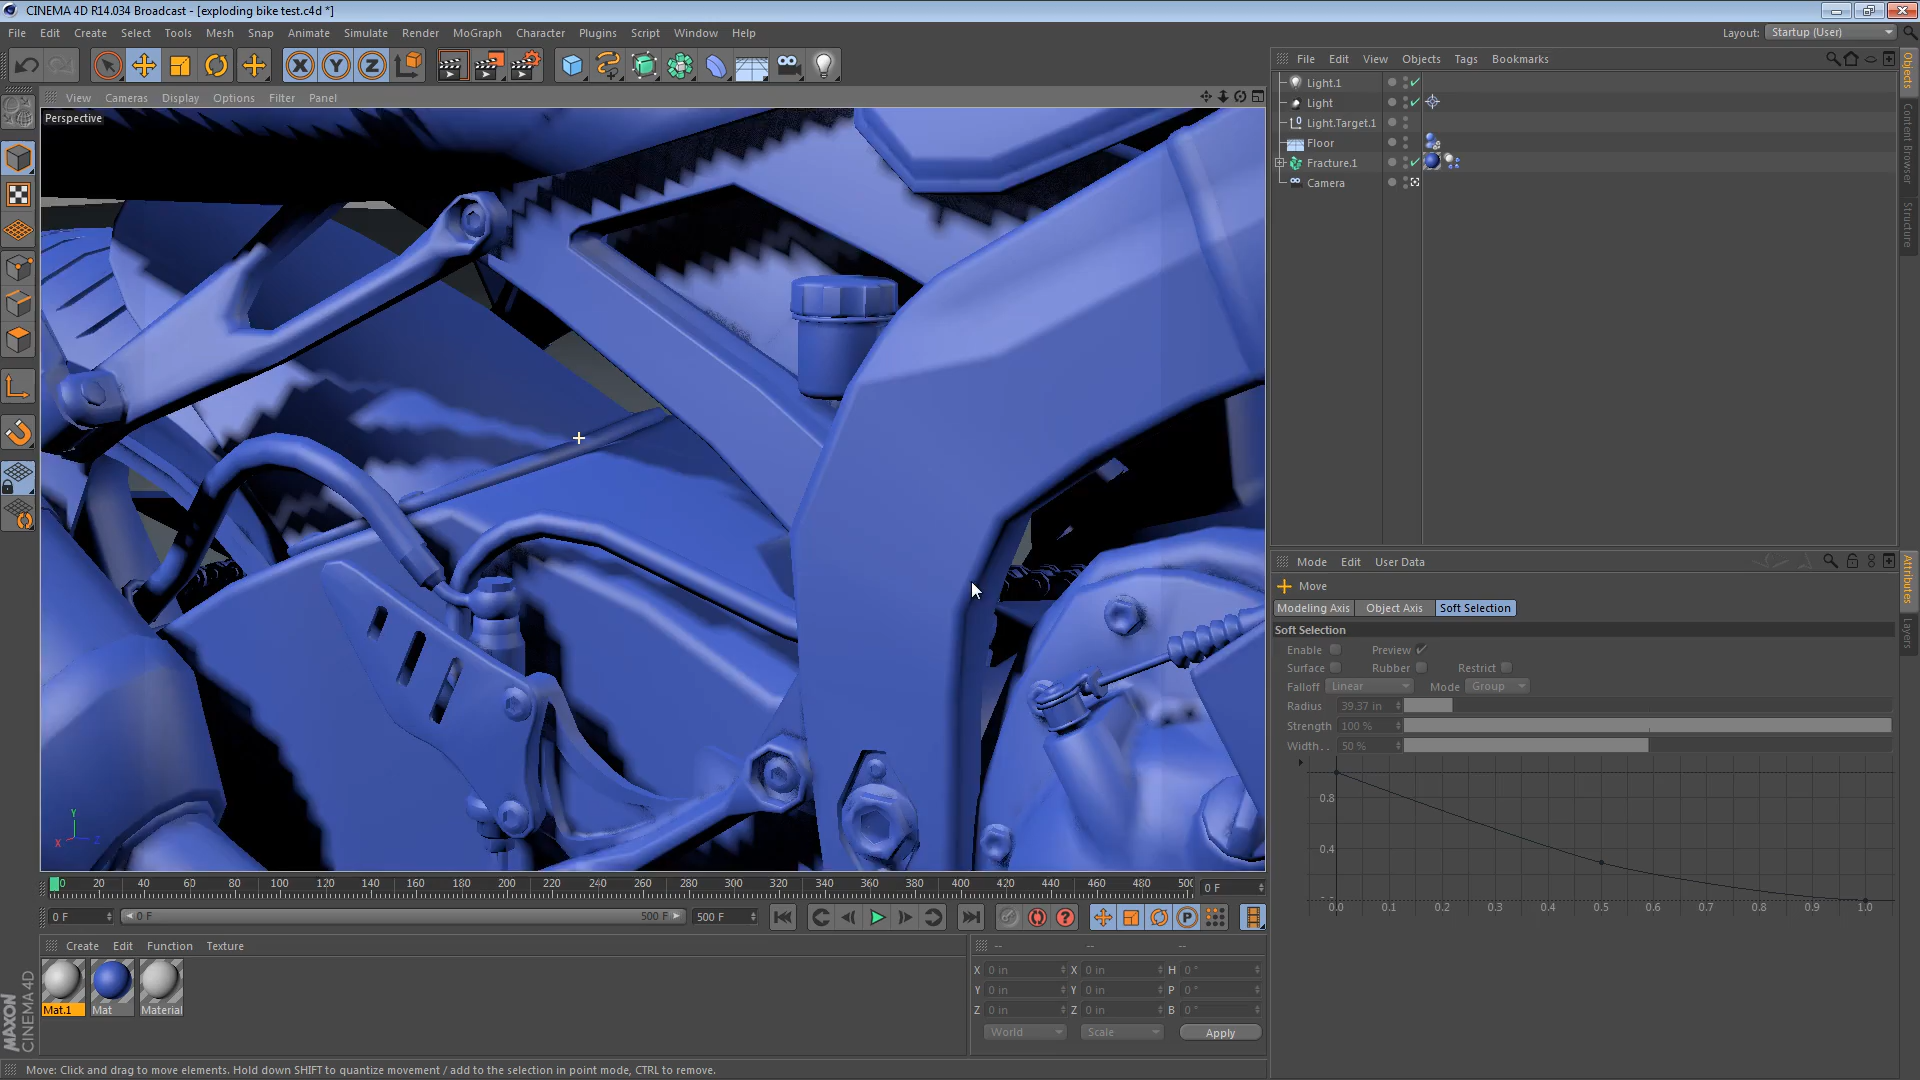 CINEMA 4D R14.034 Broadcast - [exploding bike test.c4d *]
File Edit Create Select Tools Mesh Snap Animate Simulate Render MoGraph Character Plugins Script Window Help
Layout: Startup (User)
X Y Z
View Cameras Display Options Filter Panel
Perspective
Y
X Z
File Edit View Objects Tags Bookmarks
Light.1
Light
Light.Target.1
Floor
Fracture.1
Camera
Objects
Content Browser
Structure
Mode Edit User Data
Move
Modeling Axis Object Axis Soft Selection
Soft Selection
Enable Preview
Surface Rubber Restrict
Falloff Linear Mode Group
Radius 39.37 in
Strength 100 %
Width.. 50 %
0.8
0.4
0.0 0.1 0.2 0.3 0.4 0.5 0.6 0.7 0.8 0.9 1.0
Attributes
Layers
0 20 40 60 80 100 120 140 160 180 200 220 240 260 280 300 320 340 360 380 400 420 440 460 480 500
0 F
0 F 0 F 500 F 500 F
P
Create Edit Function Texture
Mat.1 Mat Material
-- -- --
X 0 in X 0 in H 0 °
Y 0 in Y 0 in P 0 °
Z 0 in Z 0 in B 0 °
World Scale Apply
MAXON
CINEMA 4D
Move: Click and drag to move elements. Hold down SHIFT to quantize movement / add to the selection in point mode, CTRL to remove.